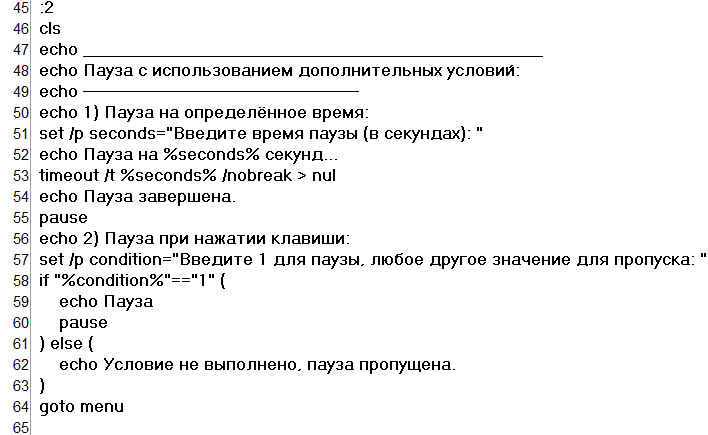 45 :2
46 cls
47 echo ______________________________________________
48 echo Пауза с использованием дополнительных условий:
49 echo ────────────────────────────
50 echo 1) Пауза на определённое время:
51 set /p seconds="Введите время паузы (в секундах): "
52 echo Пауза на %seconds% секунд...
53 timeout /t %seconds% /nobreak > nul
54 echo Пауза завершена.
55 pause
56 echo 2) Пауза при нажатии клавиши:
57 set /p condition="Введите 1 для паузы, любое другое значение для пропуска: "
58 if "%condition%"=="1" (
59     echo Пауза
60     pause
61 ) else (
62     echo Условие не выполнено, пауза пропущена.
63 )
64 goto menu
65